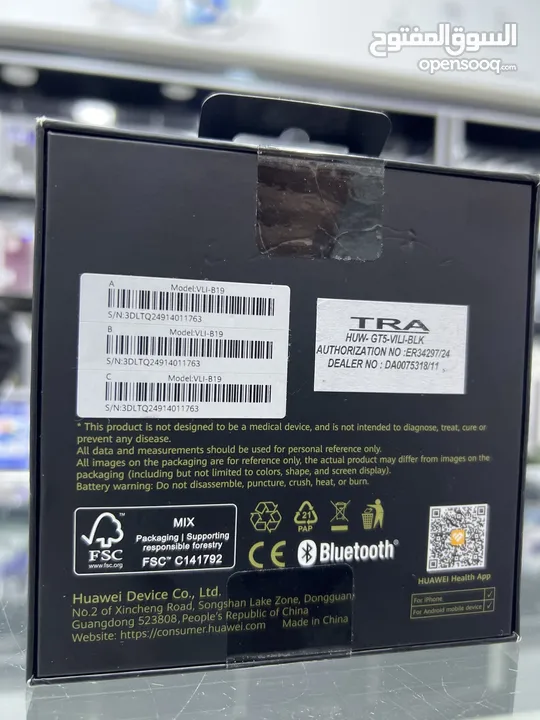 السوق المفتوح
opensooq.com
A
Model:VLI-B19
S/N:3DLTQ24914011763
B
Model:VLI-B19
S/N:3DLTQ24914011763
C
Model:VLI-B19
S/N:3DLTQ24914011763
TRA
HUW- GT5-VILI-BLK
AUTHORIZATION NO :ER34297/24
DEALER NO : DA0075318/11
* This product is not designed to be a medical device, and is not intended to diagnose, treat, cure or
prevent any disease.
All data and measurements should be used for personal reference only.
All images on the packaging are for reference only, the actual product may differ from images on the
packaging (including but not limited to colors, shape, and screen display).
Battery warning: Do not disassemble, puncture, crush, heat, or burn.
FSC
www.fsc.org
MIX
Packaging | Supporting
responsible forestry
FSC® C141792
21
PAP
CE
Bluetooth®
HUAWEI Health App
For iPhone
For Android mobile device
Huawei Device Co., Ltd.
No.2 of Xincheng Road, Songshan Lake Zone, Dongguan,
Guangdong 523808, People's Republic of China
Website: https://consumer.huawei.com Made in China